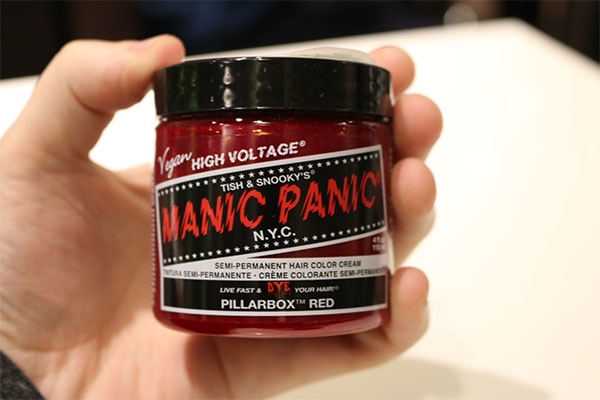 Vegan HIGH VOLTAGE®
TISH & SNOOKY'S®
MANIC PANIC®
N.Y.C.
SEMI-PERMANENT HAIR COLOR CREAM
TINTURA SEMI-PERMANENTE · CRÈME COLORANTE SEMI-PERMANENTE
LIVE FAST & DYE YOUR HAIR!®
PILLARBOX™ RED